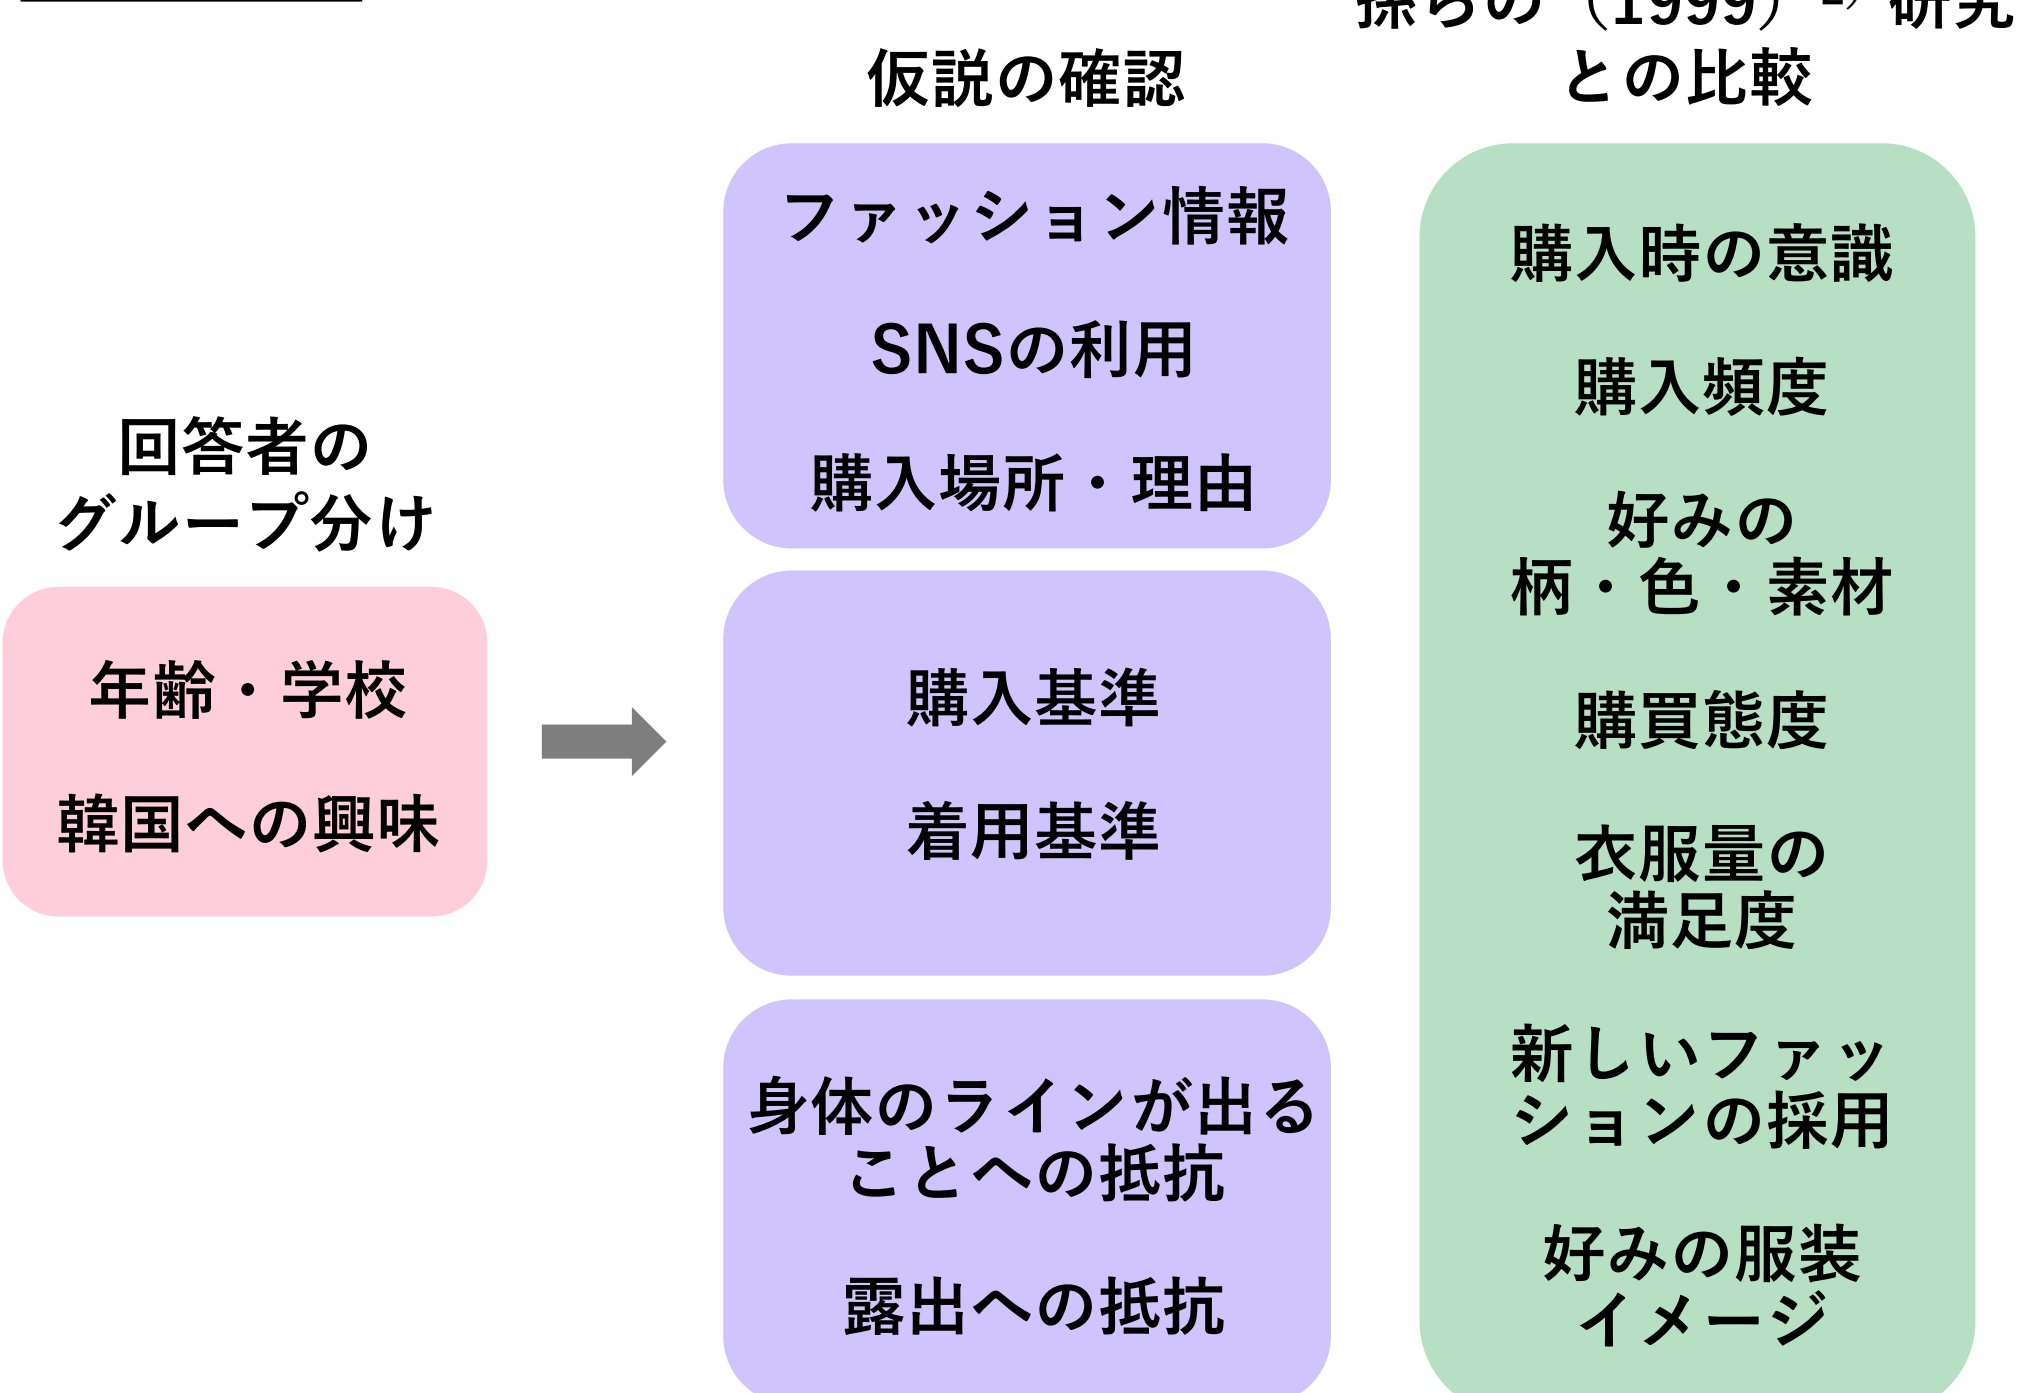 回答者の
グループ分け
年齢・学校
韓国への興味
仮説の確認
ファッション情報
SNSの利用
購入場所・理由
購入基準
着用基準
身体のラインが出る
ことへの抵抗
露出への抵抗
らの（1999） 研究
との比較
購入時の意識
購入頻度
好みの
柄・色・素材
購買態度
衣服量の
満足度
新しいファッ
ションの採用
好みの服装
イメージ